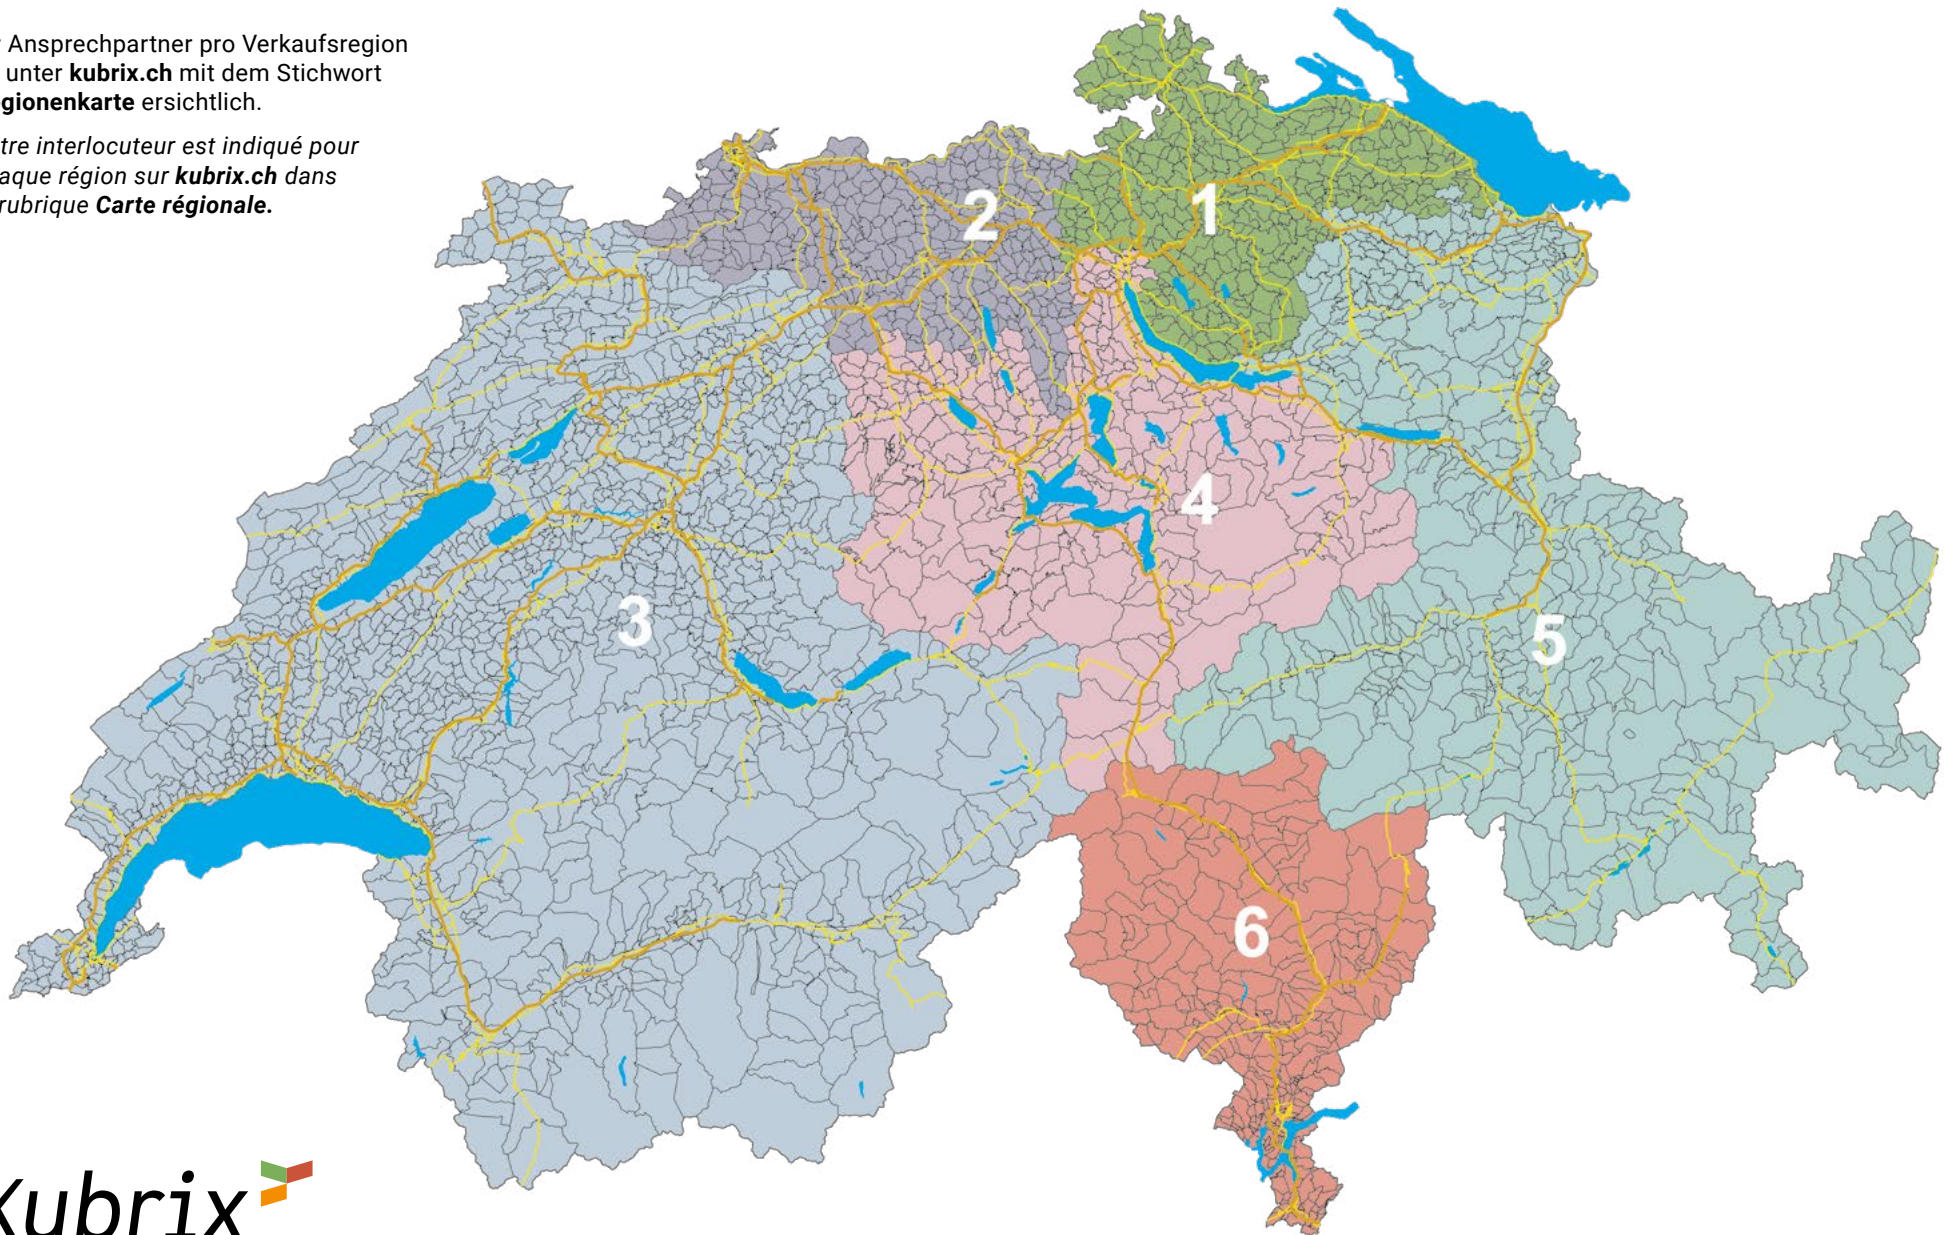 Ansprechpartner pro Verkaufsregion
unter kubrix.ch mit dem Stichwort
gionenkarte ersichtlich.
tre interlocuteur est indiqué pour
aque région sur kubrix.ch dans
rubrique Carte régionale.
1
2
3
4
5
6
Kubrix